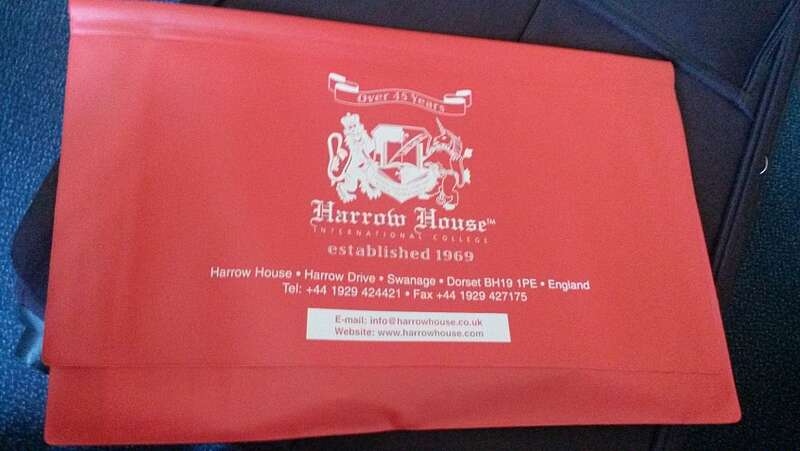 Over 45 Years
Harrow House™
INTERNATIONAL COLLEGE
established 1969
Harrow House • Harrow Drive • Swanage • Dorset BH19 1PE • England
Tel: +44 1929 424421 • Fax +44 1929 427175
E-mail: info@harrowhouse.co.uk
Website: www.harrowhouse.com